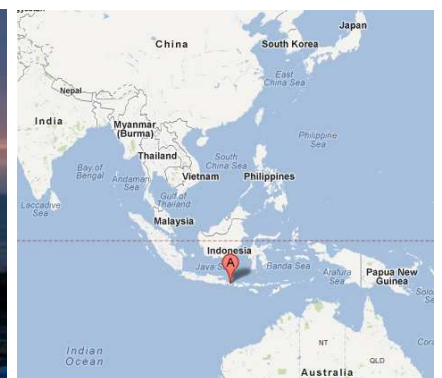 Japan
China
South Korea
East
China Sea
Nepal
India
Myanmar
(Burma)
Philippine
Sea
Thailand
Bay of
Bengal
Andaman
Sea
South
China Sea
Vietnam
Philippines
Laccadive
Sea
Gulf of
Thailand
Malaysia
Indonesia
A
Java
Banda Sea
Arafura
Sea
Papua New
Guinea
Indian
Ocean
NT
QLD
Australia